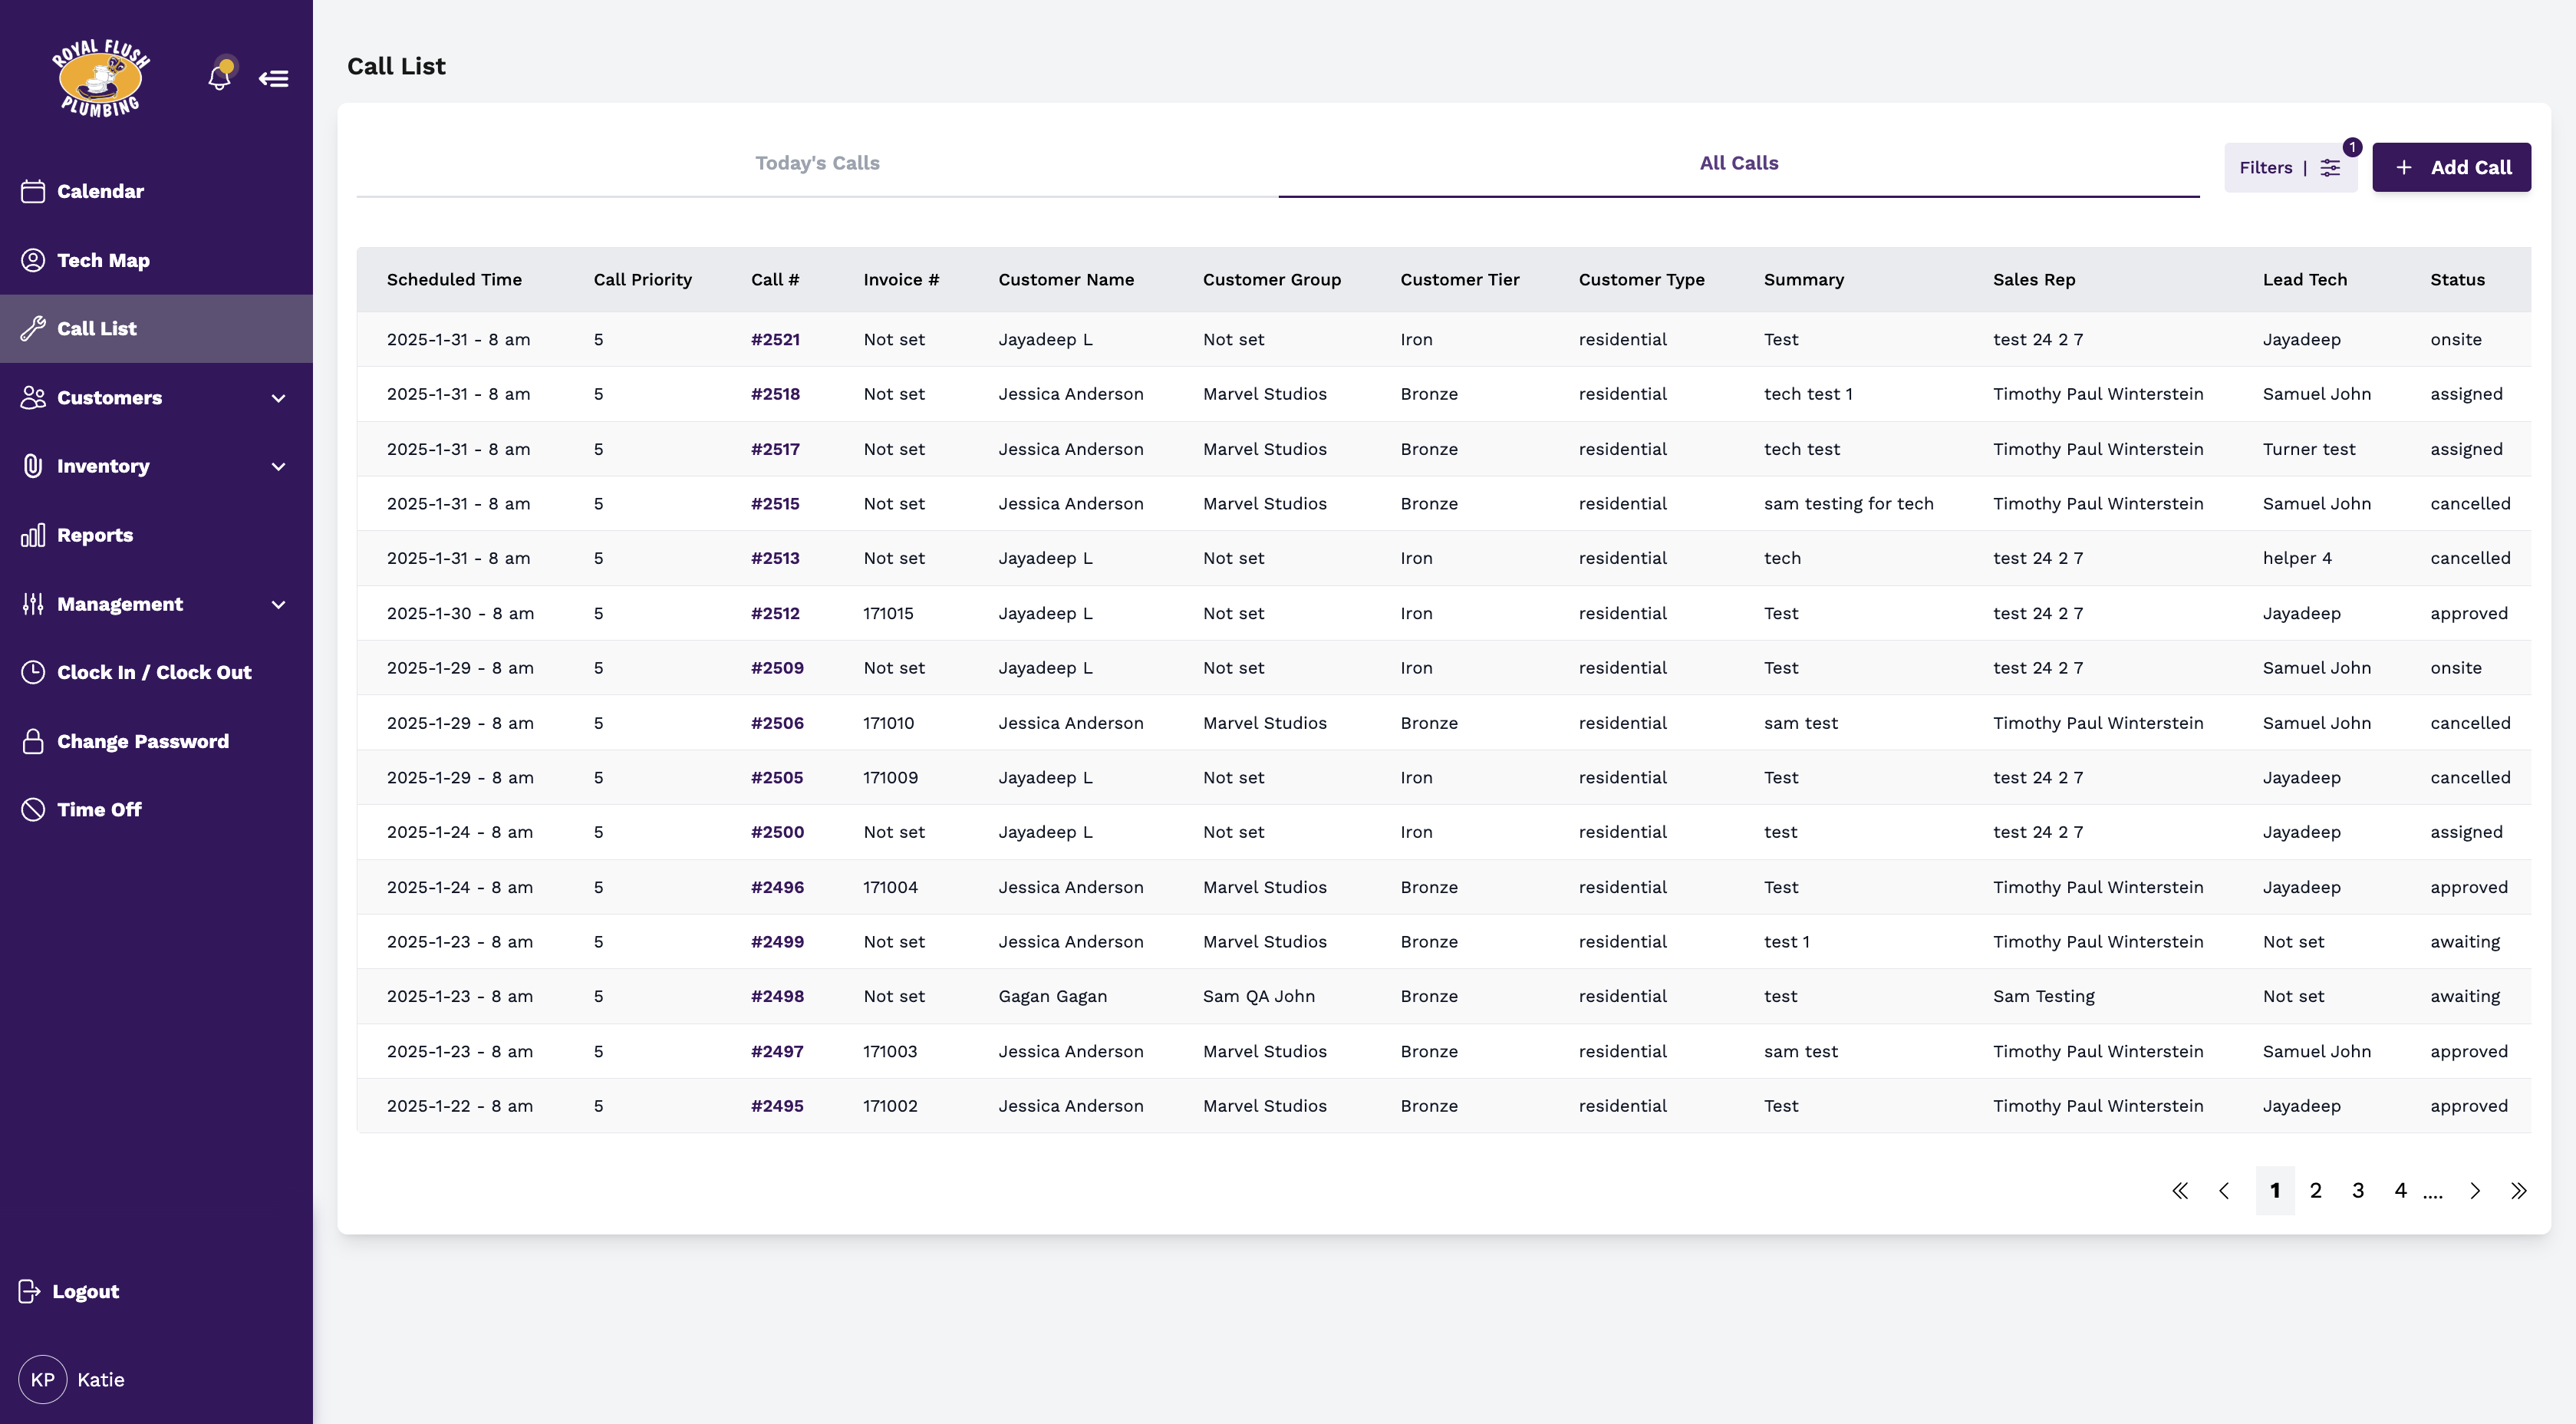 ROYAL FLUSH
PLUMBING
Calendar
Tech Map
Call List
Customers
Inventory
Reports
Management
Clock In / Clock Out
Change Password
Time Off
Logout
KP Katie
Call List
Today's Calls All Calls Filters | 1 + Add Call
Scheduled Time Call Priority Call # Invoice # Customer Name Customer Group Customer Tier Customer Type Summary Sales Rep Lead Tech Status
2025-1-31 - 8 am 5 #2521 Not set Jayadeep L Not set Iron residential Test test 24 2 7 Jayadeep onsite
2025-1-31 - 8 am 5 #2518 Not set Jessica Anderson Marvel Studios Bronze residential tech test 1 Timothy Paul Winterstein Samuel John assigned
2025-1-31 - 8 am 5 #2517 Not set Jessica Anderson Marvel Studios Bronze residential tech test Timothy Paul Winterstein Turner test assigned
2025-1-31 - 8 am 5 #2515 Not set Jessica Anderson Marvel Studios Bronze residential sam testing for tech Timothy Paul Winterstein Samuel John cancelled
2025-1-31 - 8 am 5 #2513 Not set Jayadeep L Not set Iron residential tech test 24 2 7 helper 4 cancelled
2025-1-30 - 8 am 5 #2512 171015 Jayadeep L Not set Iron residential Test test 24 2 7 Jayadeep approved
2025-1-29 - 8 am 5 #2509 Not set Jayadeep L Not set Iron residential Test test 24 2 7 Samuel John onsite
2025-1-29 - 8 am 5 #2506 171010 Jessica Anderson Marvel Studios Bronze residential sam test Timothy Paul Winterstein Samuel John cancelled
2025-1-29 - 8 am 5 #2505 171009 Jayadeep L Not set Iron residential Test test 24 2 7 Jayadeep cancelled
2025-1-24 - 8 am 5 #2500 Not set Jayadeep L Not set Iron residential test test 24 2 7 Jayadeep assigned
2025-1-24 - 8 am 5 #2496 171004 Jessica Anderson Marvel Studios Bronze residential Test Timothy Paul Winterstein Jayadeep approved
2025-1-23 - 8 am 5 #2499 Not set Jessica Anderson Marvel Studios Bronze residential test 1 Timothy Paul Winterstein Not set awaiting
2025-1-23 - 8 am 5 #2498 Not set Gagan Gagan Sam QA John Bronze residential test Sam Testing Not set awaiting
2025-1-23 - 8 am 5 #2497 171003 Jessica Anderson Marvel Studios Bronze residential sam test Timothy Paul Winterstein Samuel John approved
2025-1-22 - 8 am 5 #2495 171002 Jessica Anderson Marvel Studios Bronze residential Test Timothy Paul Winterstein Jayadeep approved
1 2 3 4 ....